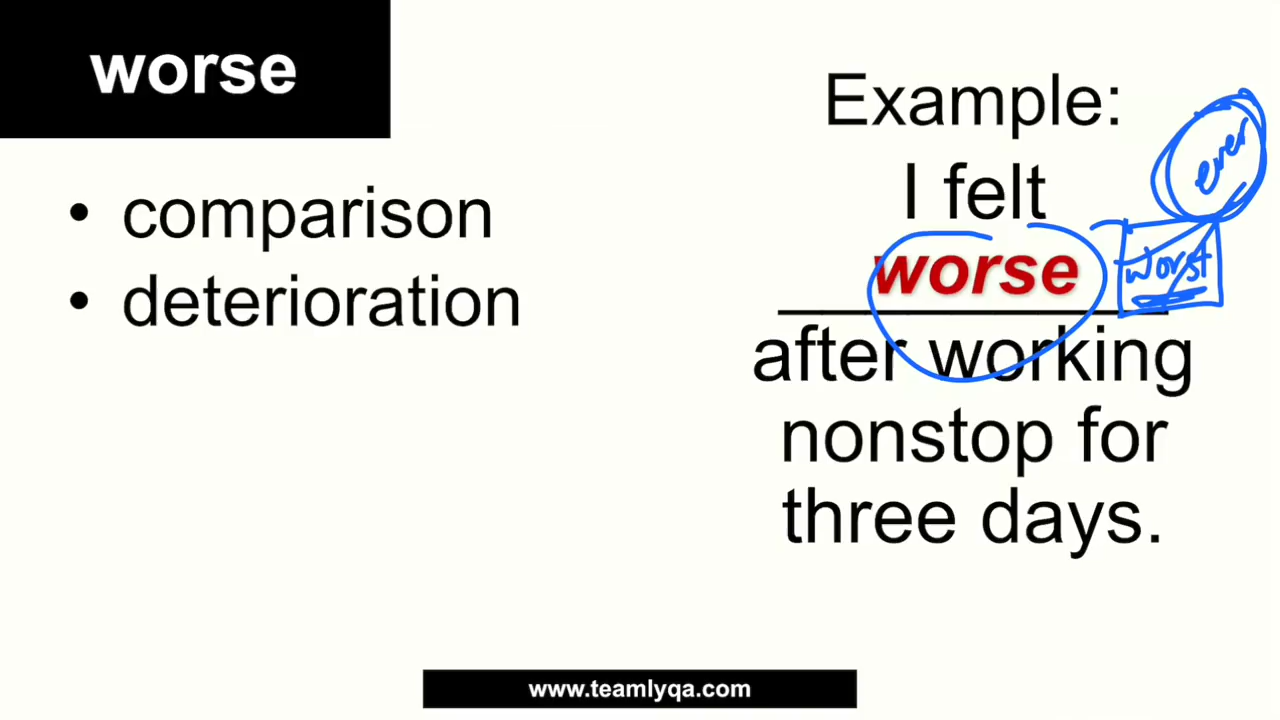 worse
• comparison
• deterioration
Example:
I felt
worse
after working
nonstop for
three days.
ever
worst
www.teamlyqa.com